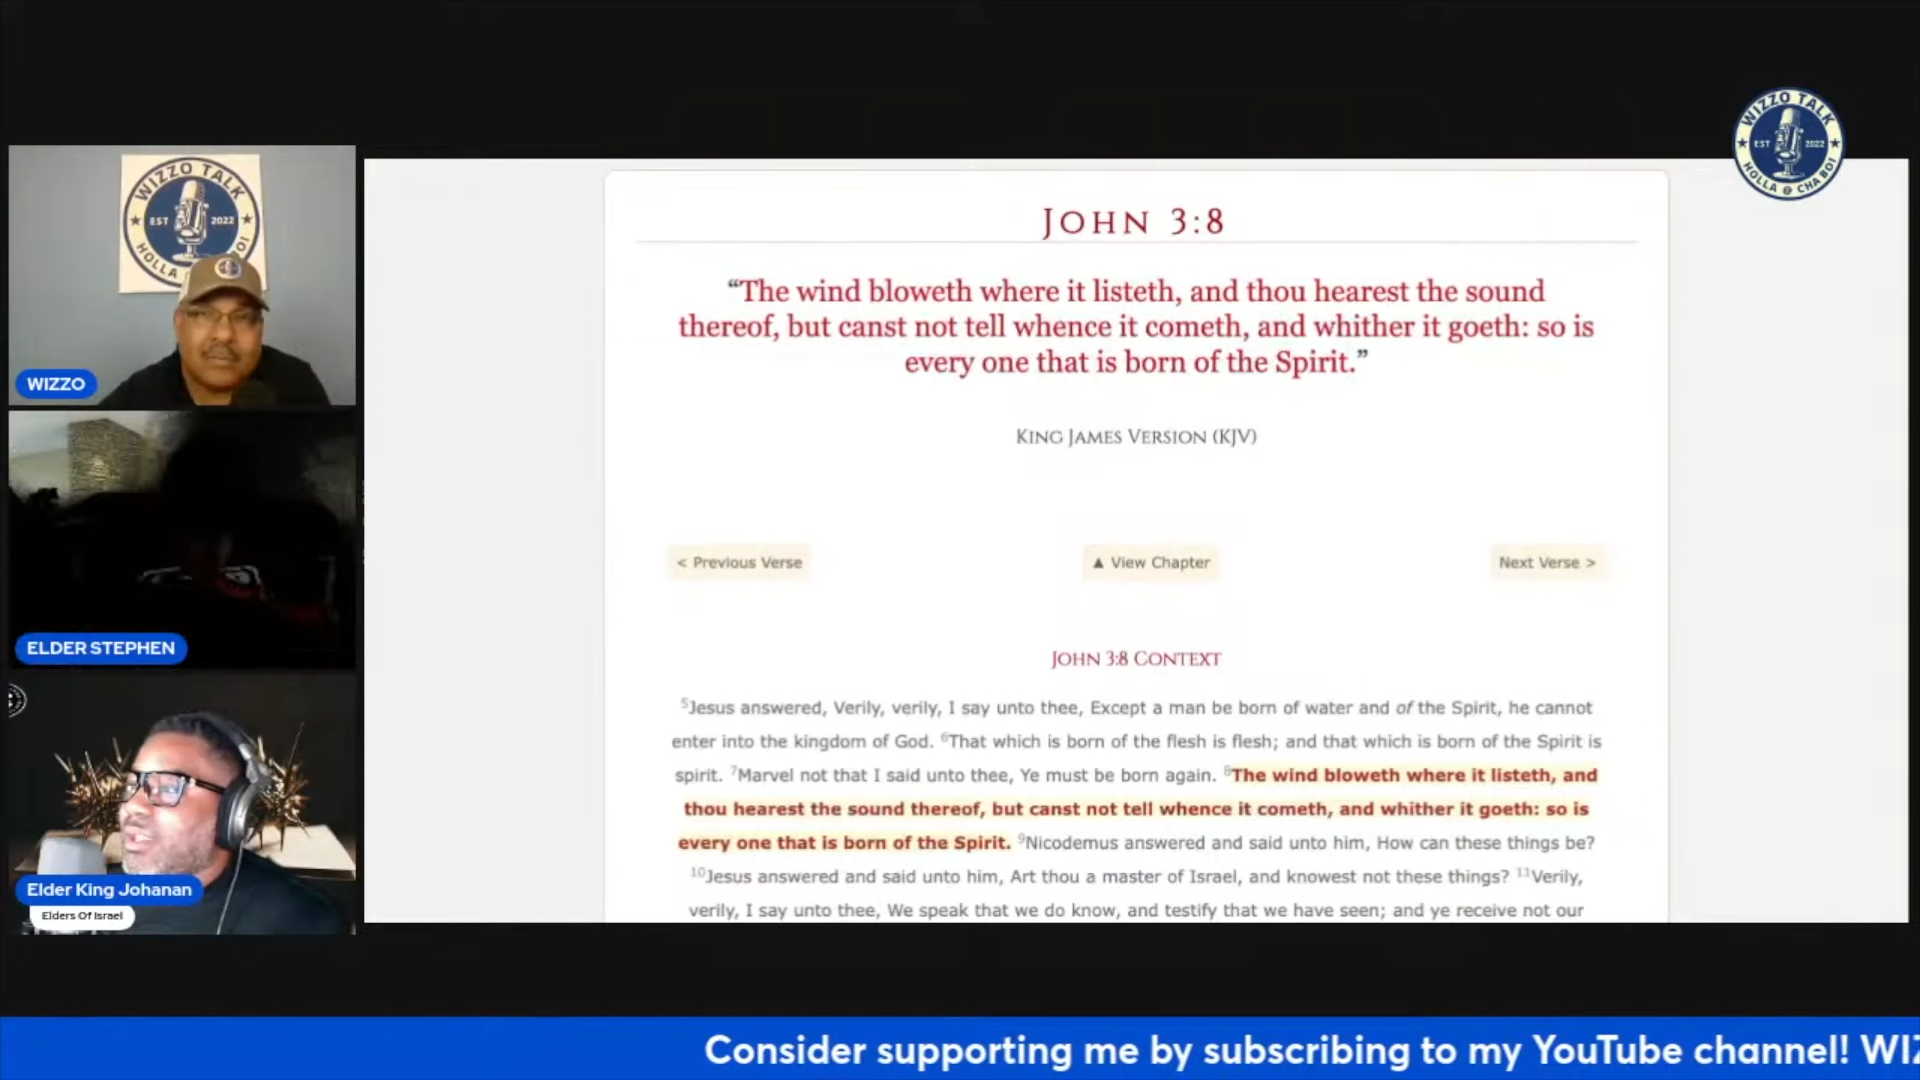 WIZZO TALK
EST 2022
HOLLA @ CHA BOI
WIZZO TALK
EST 2022
HOLLA
WIZZO
ELDER STEPHEN
Elder King Johanan
Elders Of Israel
JOHN 3:8
“The wind bloweth where it listeth, and thou hearest the sound
thereof, but canst not tell whence it cometh, and whither it goeth: so is
every one that is born of the Spirit.”
KING JAMES VERSION (KJV)
< Previous Verse
▲ View Chapter
Next Verse >
JOHN 3:8 CONTEXT
5Jesus answered, Verily, verily, I say unto thee, Except a man be born of water and of the Spirit, he cannot
enter into the kingdom of God. 6That which is born of the flesh is flesh; and that which is born of the Spirit is
spirit. 7Marvel not that I said unto thee, Ye must be born again. 8The wind bloweth where it listeth, and
thou hearest the sound thereof, but canst not tell whence it cometh, and whither it goeth: so is
every one that is born of the Spirit. 9Nicodemus answered and said unto him, How can these things be?
10Jesus answered and said unto him, Art thou a master of Israel, and knowest not these things? 11Verily,
verily, I say unto thee, We speak that we do know, and testify that we have seen; and ye receive not our
Consider supporting me by subscribing to my YouTube channel! WIZ